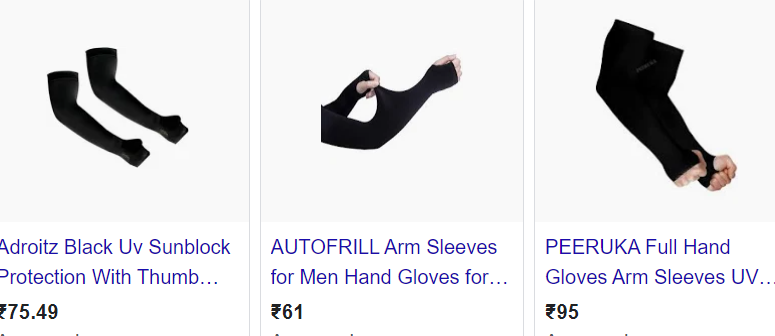 PEERUKA
Adroitz Black Uv Sunblock
Protection With Thumb...
₹75.49
AUTOFRILL Arm Sleeves
for Men Hand Gloves for...
₹61
PEERUKA Full Hand
Gloves Arm Sleeves UV...
₹95